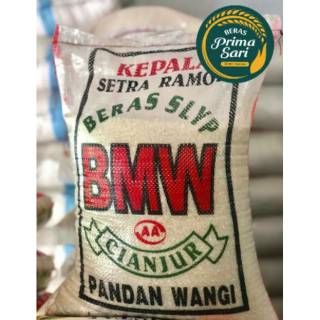 BERAS
Prima
Sari
KEPALA
SETRA RAMOS
BERAS SLYP
BMW
AA
CIANJUR
PANDAN WANGI